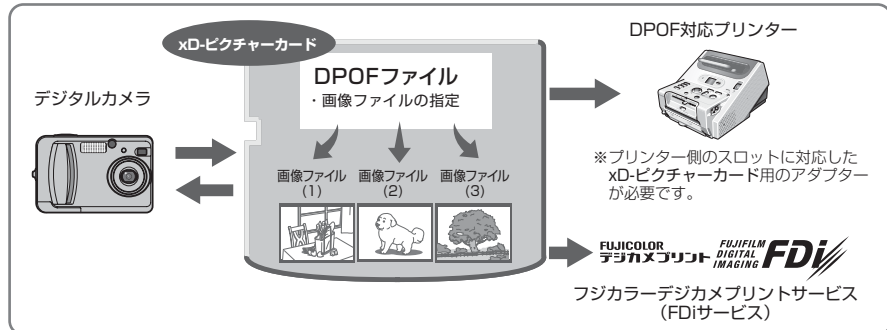 xD-ピクチャーカード
DPOFファイル
・画像ファイルの指定
デジタルカメラ
画像ファイル
(1)
画像ファイル
(2)
画像ファイル
(3)
DPOF対応プリンター
※プリンター側のスロットに対応した
xD-ピクチャーカード用のアダプター
が必要です。
FUJICOLOR
デジカメプリント
FUJIFILM
DIGITAL
IMAGING
FDi
フジカラーデジカメプリントサービス
（FDiサービス）